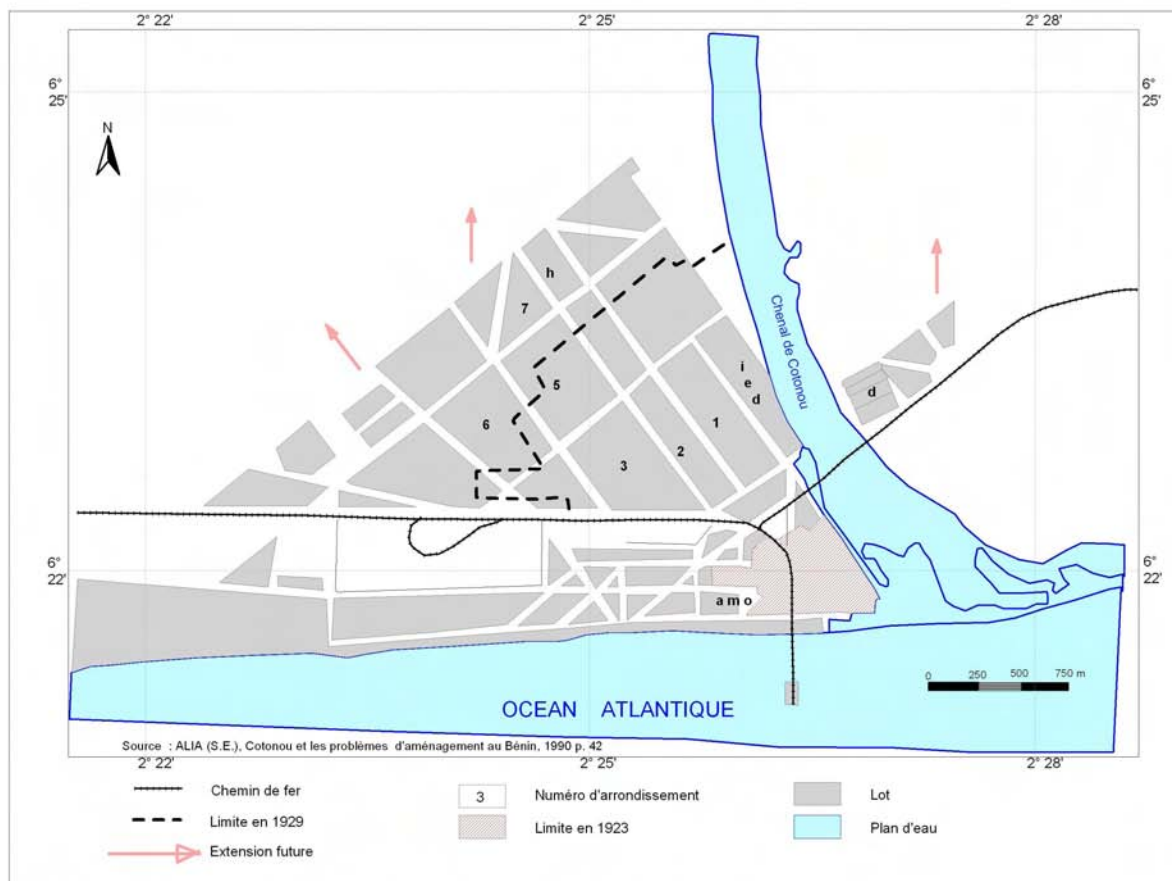 2° 22'
2° 25'
2° 28'
6°
25'
6°
25'
N
h
7
5
6
3
2
1
i
e
d
Chenal de Cotonou
d
6°
22'
6°
22'
a m o
0
250
500
750 m
OCEAN ATLANTIQUE
Source : ALIA (S.E.), Cotonou et les problèmes d'aménagement au Bénin, 1990 p. 42
2° 22'
2° 25'
2° 28'
Chemin de fer
3
Numéro d'arrondissement
Lot
Limite en 1929
Limite en 1923
Plan d'eau
Extension future